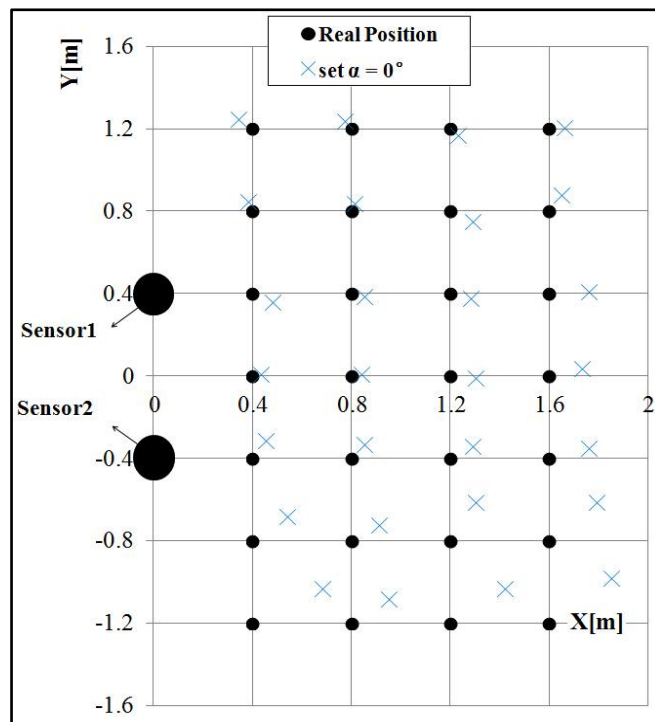 Real Position
set α = 0°
Y[m]
1.6
1.2
0.8
0.4
Sensor1
0
0 0.4 0.8 1.2 1.6 2
Sensor2
-0.4
-0.8
-1.2
X[m]
-1.6